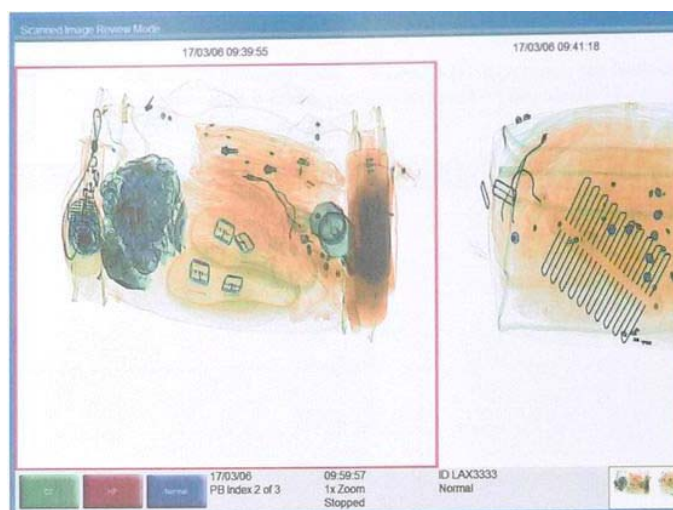 Scanned Image Review Mode
17/03/06 09:39:55
17/03/06 09:41:18
17/03/06
PB Index 2 of 3
09:59:57
1x Zoom
Stopped
ID LAX3333
Normal
Normal